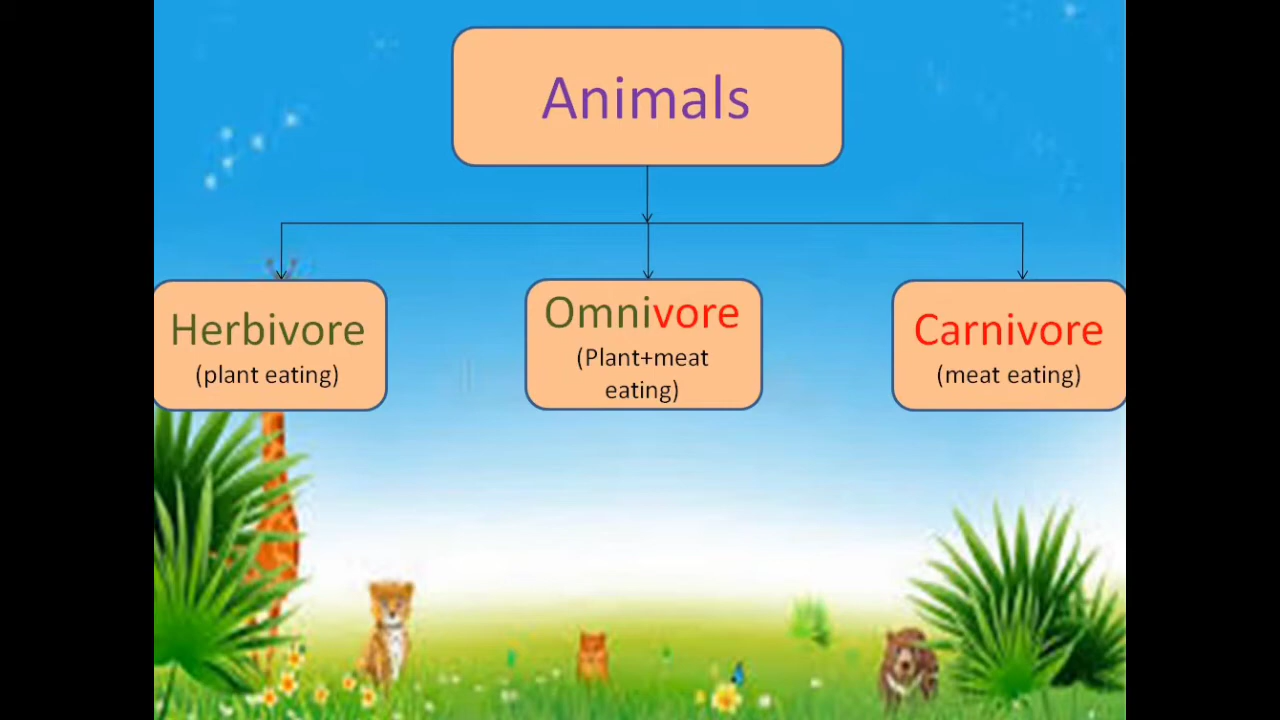 Animals
Herbivore
(plant eating)
Omnivore
(Plant+meat
eating)
Carnivore
(meat eating)